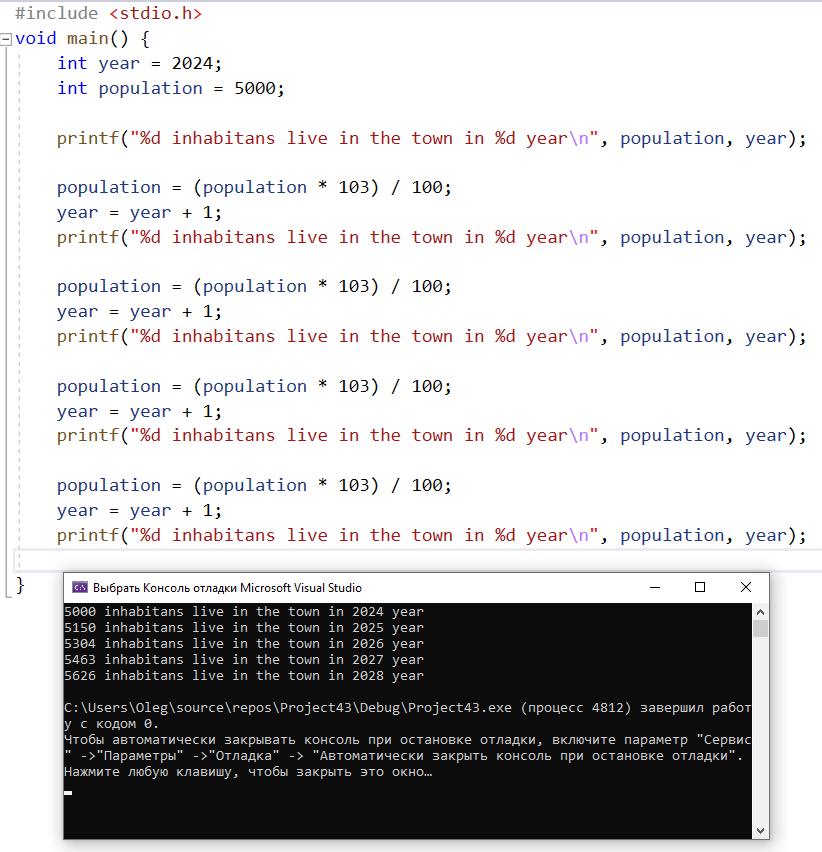 #include <stdio.h>
void main() {
    int year = 2024;
    int population = 5000;
    printf("%d inhabitans live in the town in %d year\n", population, year);
    population = (population * 103) / 100;
    year = year + 1;
    printf("%d inhabitans live in the town in %d year\n", population, year);
    population = (population * 103) / 100;
    year = year + 1;
    printf("%d inhabitans live in the town in %d year\n", population, year);
    population = (population * 103) / 100;
    year = year + 1;
    printf("%d inhabitans live in the town in %d year\n", population, year);
    population = (population * 103) / 100;
    year = year + 1;
    printf("%d inhabitans live in the town in %d year\n", population, year);
}
Выбрать Консоль отладки Microsoft Visual Studio
5000 inhabitans live in the town in 2024 year
5150 inhabitans live in the town in 2025 year
5304 inhabitans live in the town in 2026 year
5463 inhabitans live in the town in 2027 year
5626 inhabitans live in the town in 2028 year
C:\Users\Oleg\source\repos\Project43\Debug\Project43.exe (процесс 4812) завершил работ
у с кодом 0.
Чтобы автоматически закрывать консоль при остановке отладки, включите параметр "Сервис
" ->"Параметры" ->"Отладка" -> "Автоматически закрыть консоль при остановке отладки".
Нажмите любую клавишу, чтобы закрыть это окно…